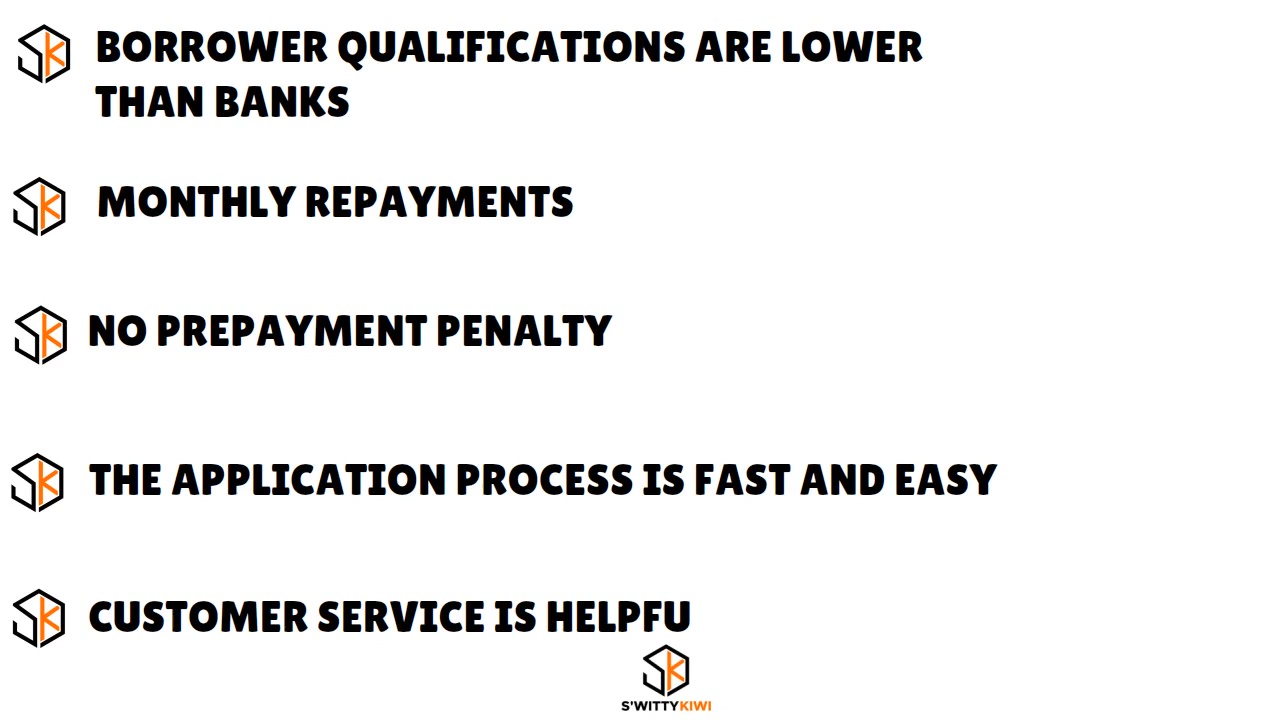 BORROWER QUALIFICATIONS ARE LOWER
THAN BANKS
MONTHLY REPAYMENTS
NO PREPAYMENT PENALTY
THE APPLICATION PROCESS IS FAST AND EASY
CUSTOMER SERVICE IS HELPFU
S'WITTYKIWI